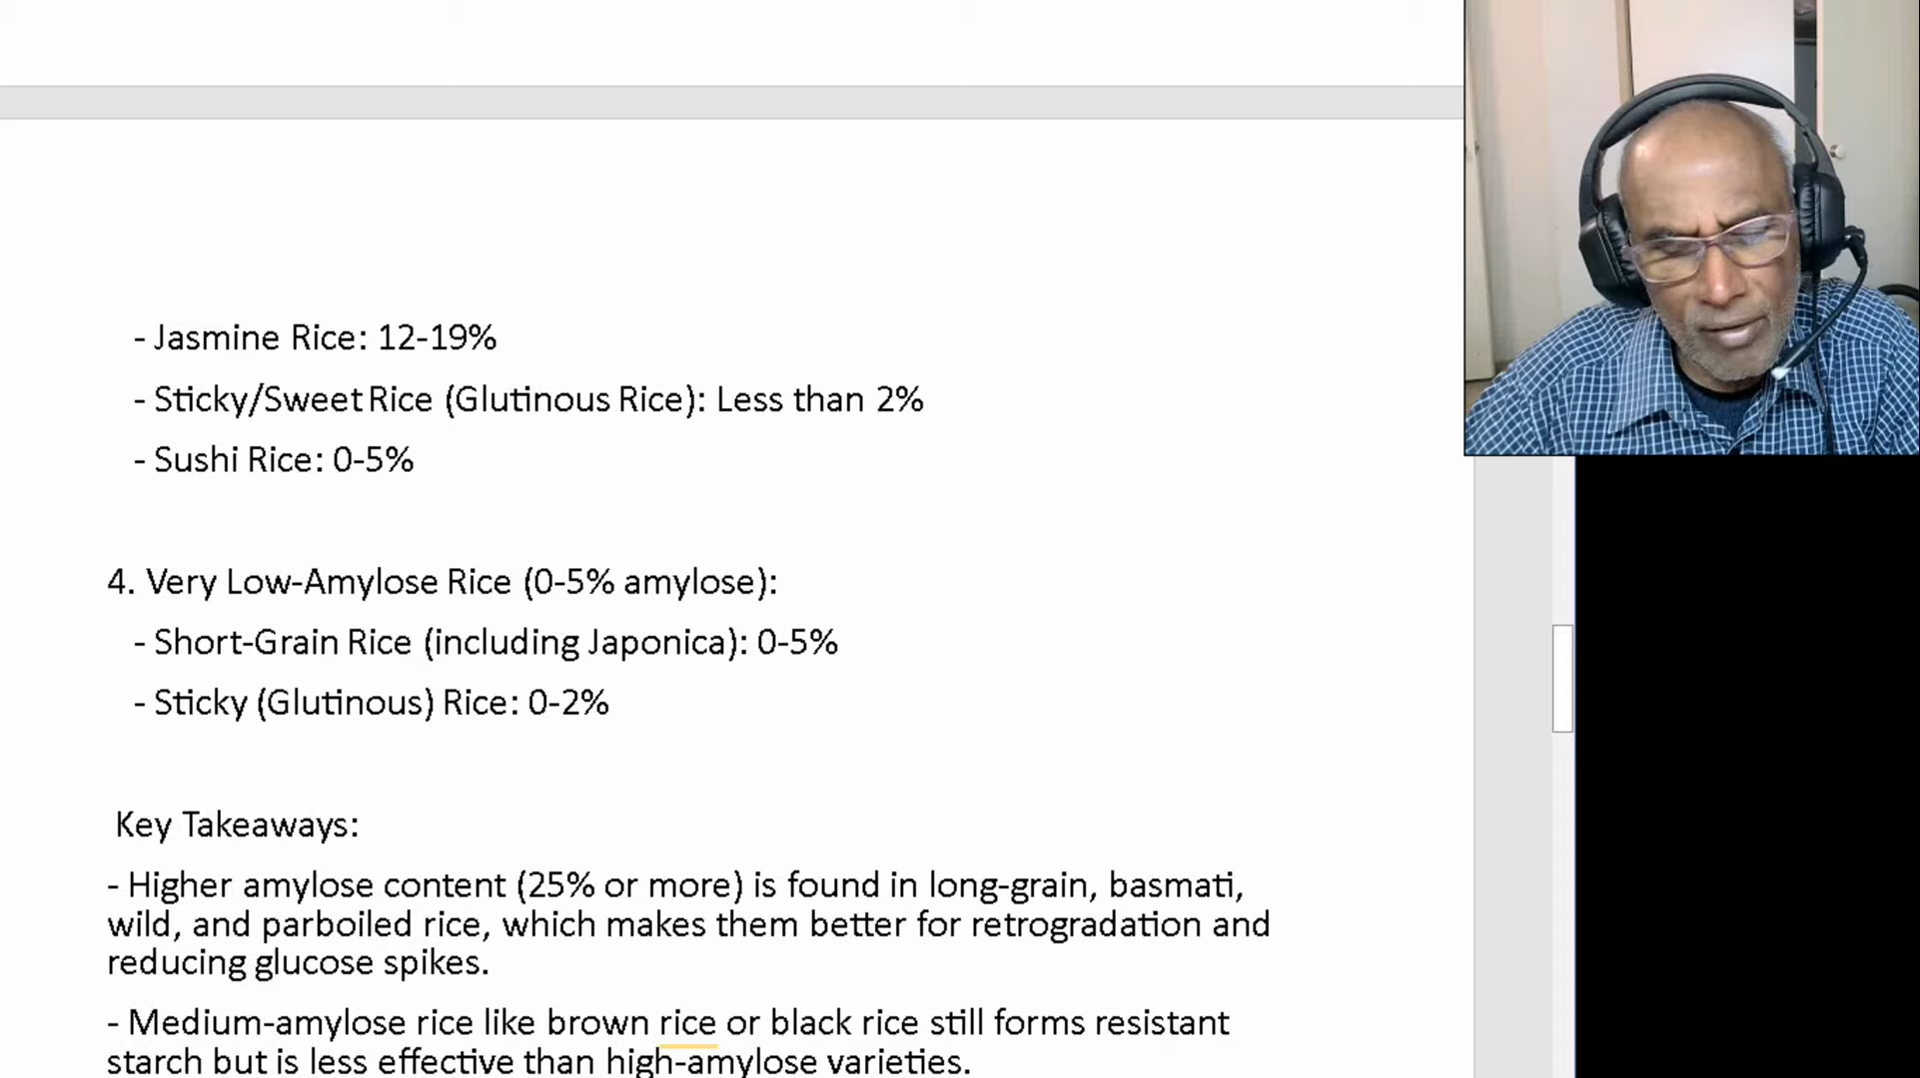 - Jasmine Rice: 12-19%
- Sticky/Sweet Rice (Glutinous Rice): Less than 2%
- Sushi Rice: 0-5%
4. Very Low-Amylose Rice (0-5% amylose):
- Short-Grain Rice (including Japonica): 0-5%
- Sticky (Glutinous) Rice: 0-2%
Key Takeaways:
- Higher amylose content (25% or more) is found in long-grain, basmati,
wild, and parboiled rice, which makes them better for retrogradation and
reducing glucose spikes.
- Medium-amylose rice like brown rice or black rice still forms resistant
starch but is less effective than high-amylose varieties.